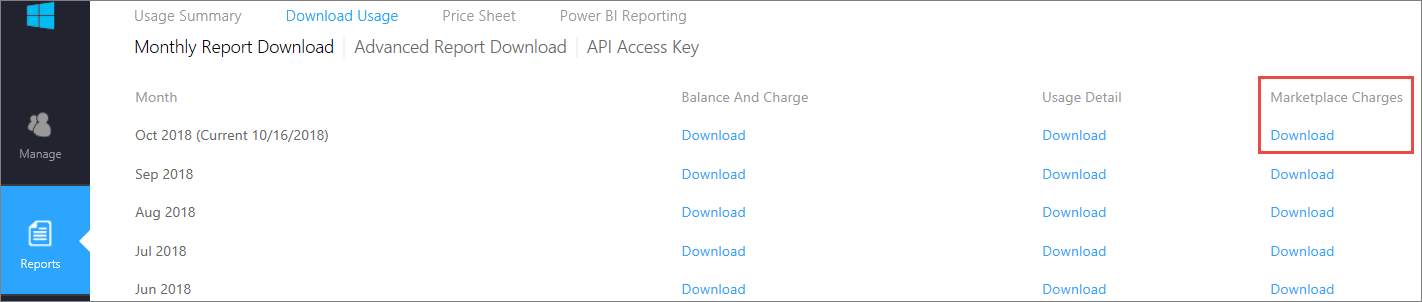 Usage Summary Download Usage Price Sheet Power BI Reporting
Monthly Report Download Advanced Report Download API Access Key
Month Balance And Charge Usage Detail Marketplace Charges
Oct 2018 (Current 10/16/2018) Download Download Download
Manage
Sep 2018 Download Download Download
Aug 2018 Download Download Download
Jul 2018 Download Download Download
Reports
Jun 2018 Download Download Download